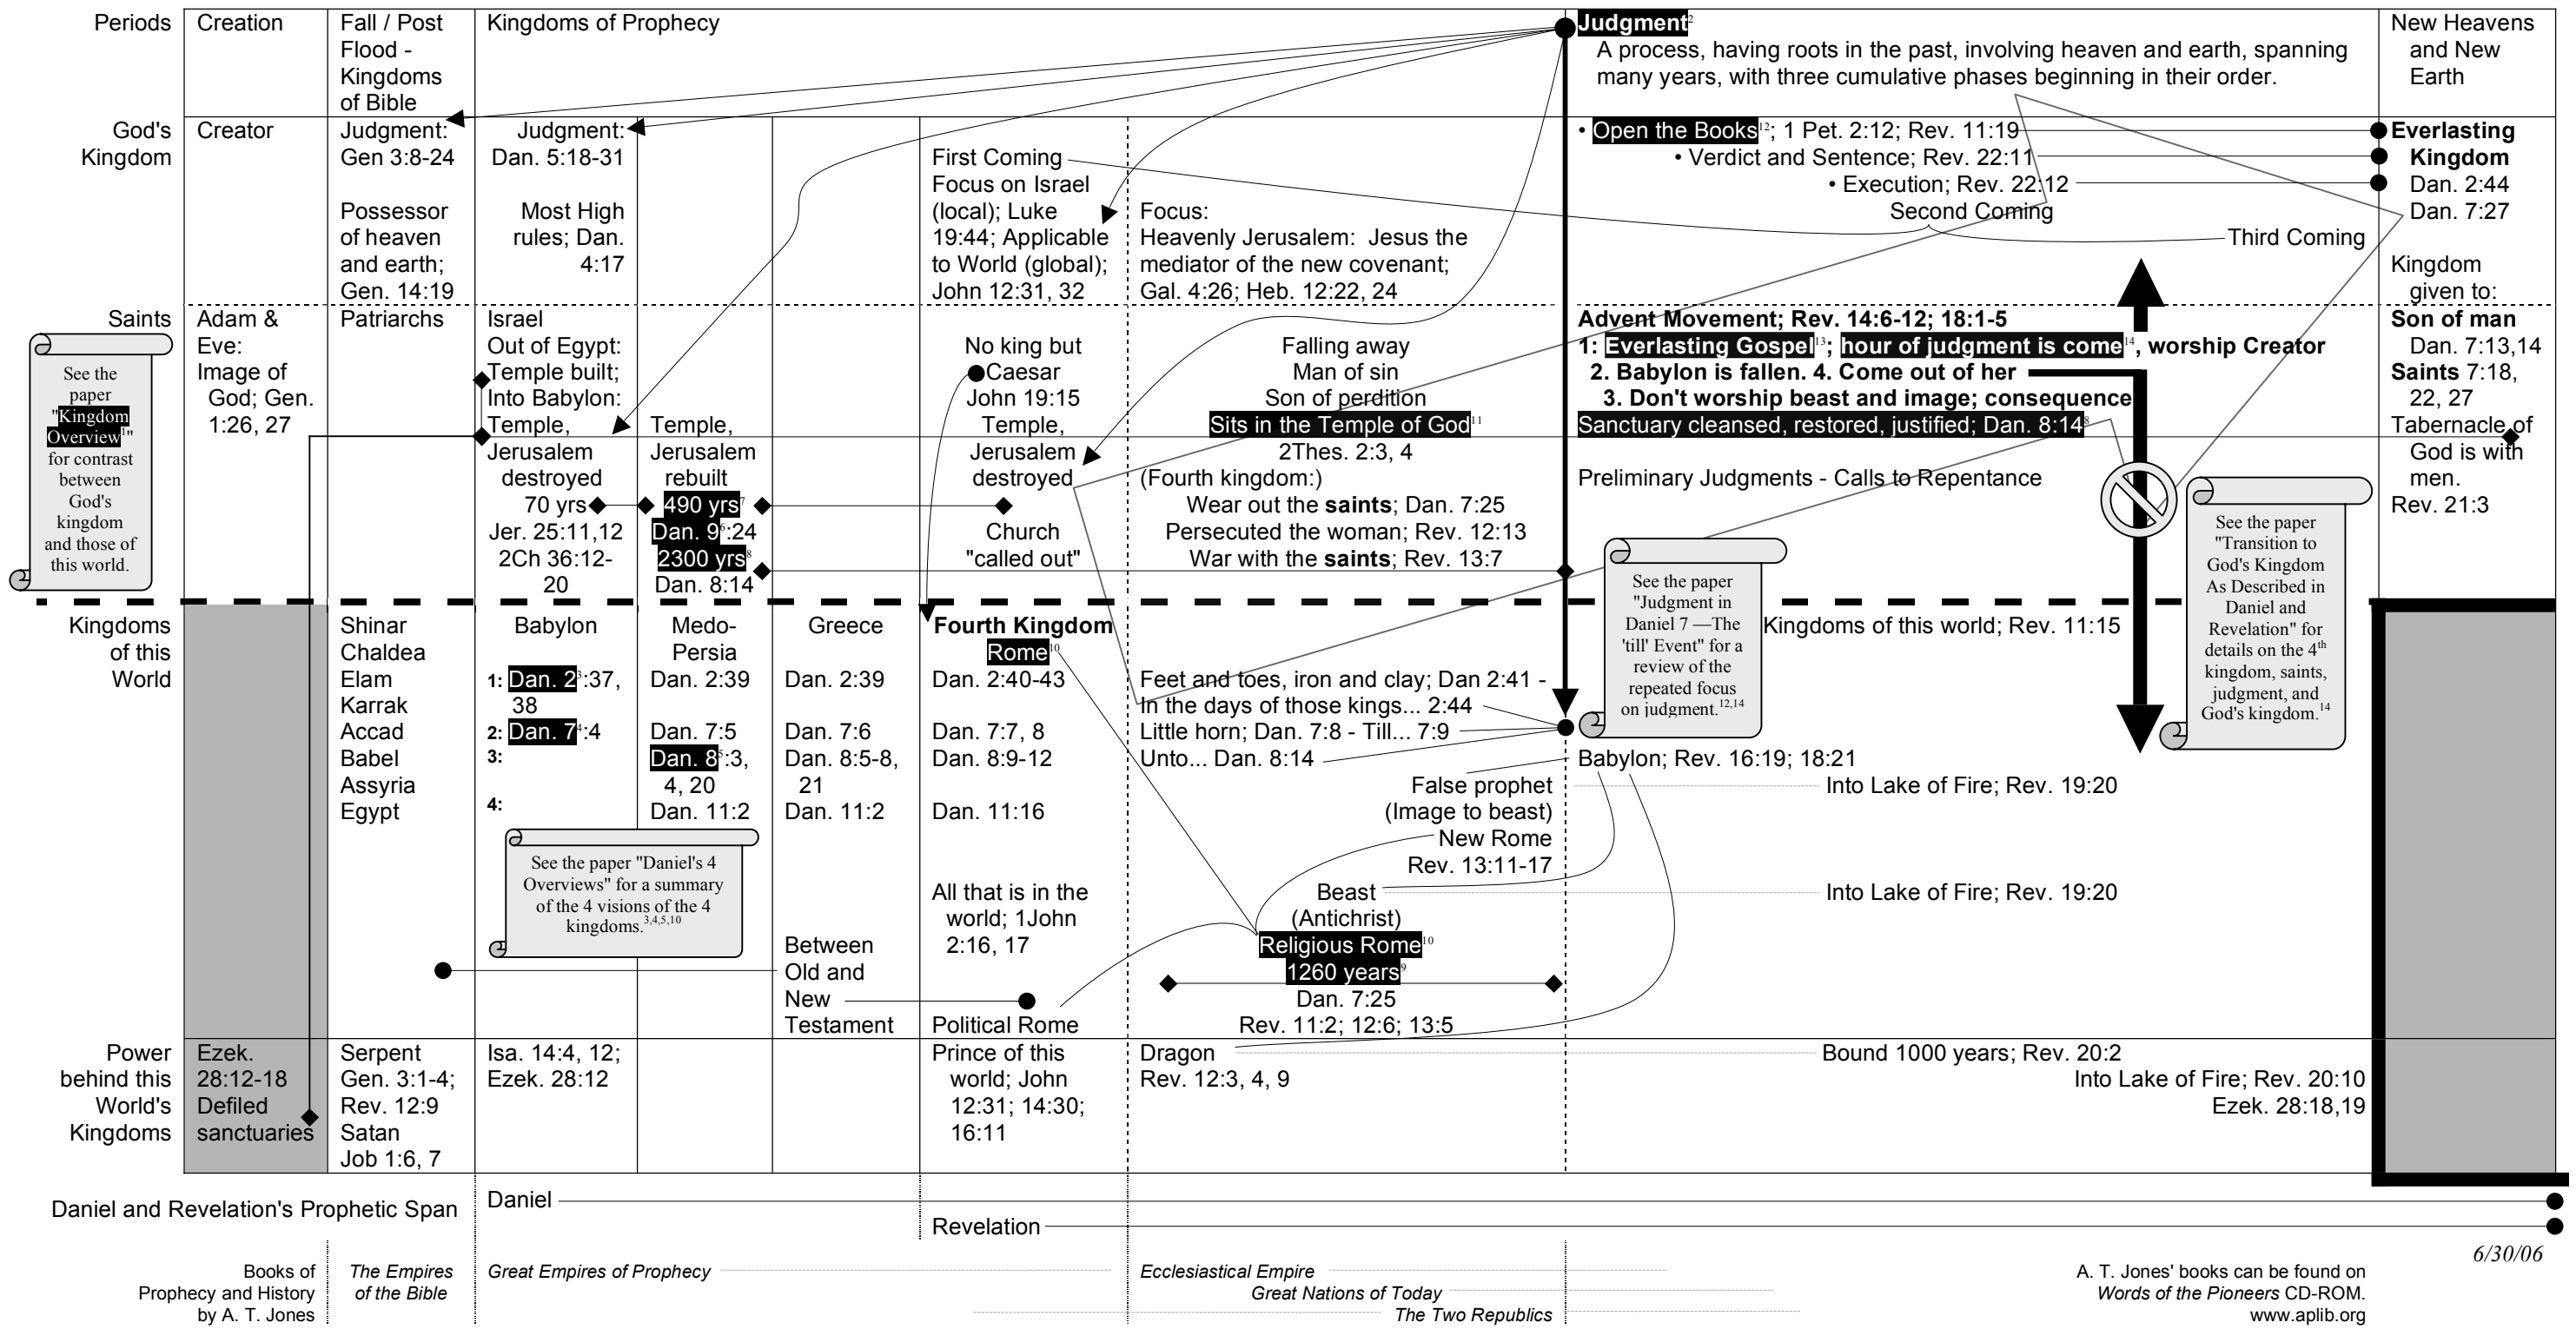 Periods
Creation
Fall / Post
Flood -
Kingdoms
of Bible
Kingdoms of Prophecy
Judgment2
A process, having roots in the past, involving heaven and earth, spanning
many years, with three cumulative phases beginning in their order.
New Heavens
and New
Earth
God's
Kingdom
Creator
Judgment:
Gen 3:8-24
Possessor
of heaven
and earth;
Gen. 14:19
Judgment:
Dan. 5:18-31
Most High
rules; Dan.
4:17
First Coming
Focus on Israel
(local); Luke
19:44; Applicable
to World (global);
John 12:31, 32
Focus:
Heavenly Jerusalem: Jesus the
mediator of the new covenant;
Gal. 4:26; Heb. 12:22, 24
• Open the Books12; 1 Pet. 2:12; Rev. 11:19
• Verdict and Sentence; Rev. 22:11
• Execution; Rev. 22:12
Second Coming
Third Coming
Everlasting
Kingdom
Dan. 2:44
Dan. 7:27
Kingdom
given to:
Saints
See the
paper
"Kingdom
Overview1"
for contrast
between
God's
kingdom
and those of
this world.
Adam &
Eve:
Image of
God; Gen.
1:26, 27
Patriarchs
Israel
Out of Egypt:
Temple built;
Into Babylon:
Temple,
Jerusalem
destroyed
70 yrs
Jer. 25:11,12
2Ch 36:12-
20
Temple,
Jerusalem
rebuilt
490 yrs7
Dan. 96:24
2300 yrs8
Dan. 8:14
No king but
Caesar
John 19:15
Temple,
Jerusalem
destroyed
Church
"called out"
Falling away
Man of sin
Son of perdition
Sits in the Temple of God11
2Thes. 2:3, 4
(Fourth kingdom:)
Wear out the saints; Dan. 7:25
Persecuted the woman; Rev. 12:13
War with the saints; Rev. 13:7
Advent Movement; Rev. 14:6-12; 18:1-5
1: Everlasting Gospel13; hour of judgment is come14, worship Creator
2. Babylon is fallen. 4. Come out of her
3. Don't worship beast and image; consequence
Sanctuary cleansed, restored, justified; Dan. 8:148
Preliminary Judgments - Calls to Repentance
Son of man
Dan. 7:13,14
Saints 7:18,
22, 27
Tabernacle of
God is with
men.
Rev. 21:3
See the paper
"Judgment in
Daniel 7 —The
'till' Event" for a
review of the
repeated focus
on judgment.12,14
See the paper
"Transition to
God's Kingdom
As Described in
Daniel and
Revelation" for
details on the 4th
kingdom, saints,
judgment, and
God's kingdom.14
Kingdoms
of this
World
Shinar
Chaldea
Elam
Karrak
Accad
Babel
Assyria
Egypt
Babylon
1: Dan. 23:37,
38
2: Dan. 74:4
3:
4:
Medo-
Persia
Dan. 2:39
Dan. 7:5
Dan. 85:3,
4, 20
Dan. 11:2
Greece
Dan. 2:39
Dan. 7:6
Dan. 8:5-8,
21
Dan. 11:2
Between
Old and
New
Testament
Fourth Kingdom
Rome10
Dan. 2:40-43
Dan. 7:7, 8
Dan. 8:9-12
Dan. 11:16
All that is in the
world; 1John
2:16, 17
Political Rome
See the paper "Daniel's 4
Overviews" for a summary
of the 4 visions of the 4
kingdoms.3,4,5,10
Feet and toes, iron and clay; Dan 2:41 -
In the days of those kings... 2:44
Little horn; Dan. 7:8 - Till... 7:9
Unto... Dan. 8:14
False prophet
(Image to beast)
New Rome
Rev. 13:11-17
Beast
(Antichrist)
Religious Rome10
1260 years9
Dan. 7:25
Rev. 11:2; 12:6; 13:5
Kingdoms of this world; Rev. 11:15
Babylon; Rev. 16:19; 18:21
Into Lake of Fire; Rev. 19:20
Into Lake of Fire; Rev. 19:20
Power
behind this
World's
Kingdoms
Ezek.
28:12-18
Defiled
sanctuaries
Serpent
Gen. 3:1-4;
Rev. 12:9
Satan
Job 1:6, 7
Isa. 14:4, 12;
Ezek. 28:12
Prince of this
world; John
12:31; 14:30;
16:11
Dragon
Rev. 12:3, 4, 9
Bound 1000 years; Rev. 20:2
Into Lake of Fire; Rev. 20:10
Ezek. 28:18,19
Daniel and Revelation's Prophetic Span
Daniel
Revelation
6/30/06
Books of
Prophecy and History
by A. T. Jones
The Empires
of the Bible
Great Empires of Prophecy
Ecclesiastical Empire
Great Nations of Today
The Two Republics
A. T. Jones' books can be found on
Words of the Pioneers CD-ROM.
www.aplib.org